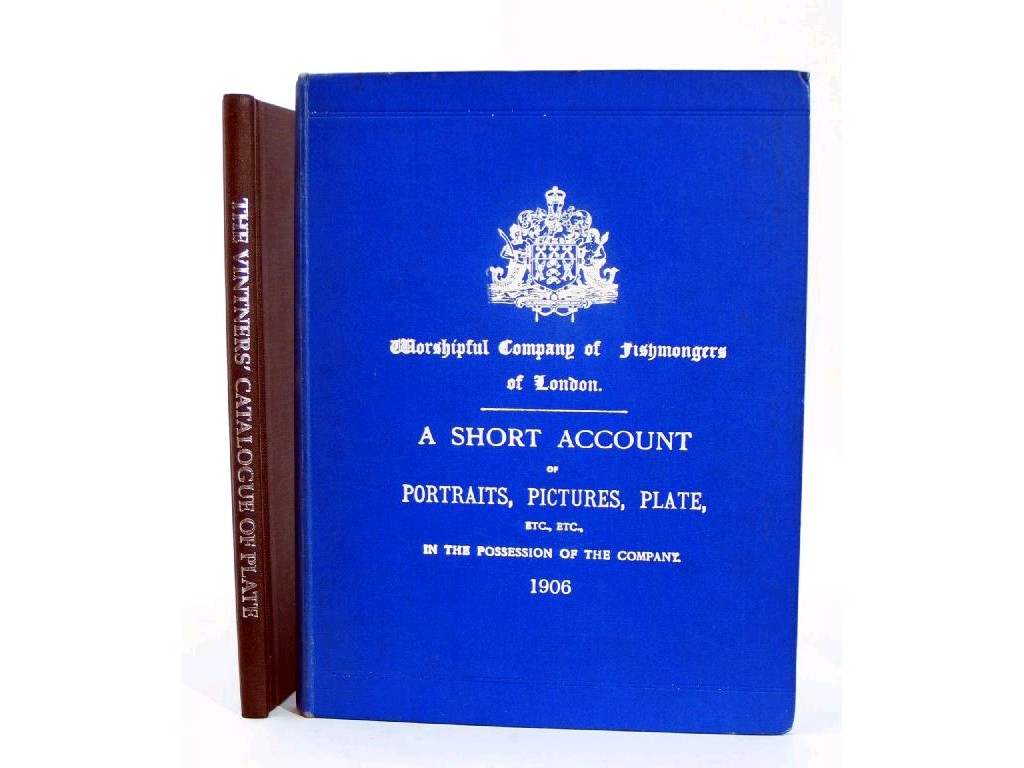 THE VINTNERS' CATALOGUE OF PLATE
Worshipful Company of Fishmongers
of London.
A SHORT ACCOUNT
OF
PORTRAITS, PICTURES, PLATE,
ETC., ETC.,
IN THE POSSESSION OF THE COMPANY.
1906